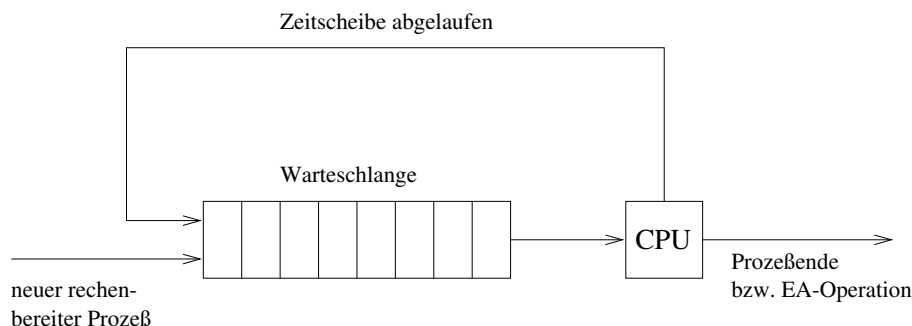 Zeitscheibe abgelaufen
Warteschlange
CPU
neuer rechen-
bereiter Prozeß
Prozeßende
bzw. EA-Operation